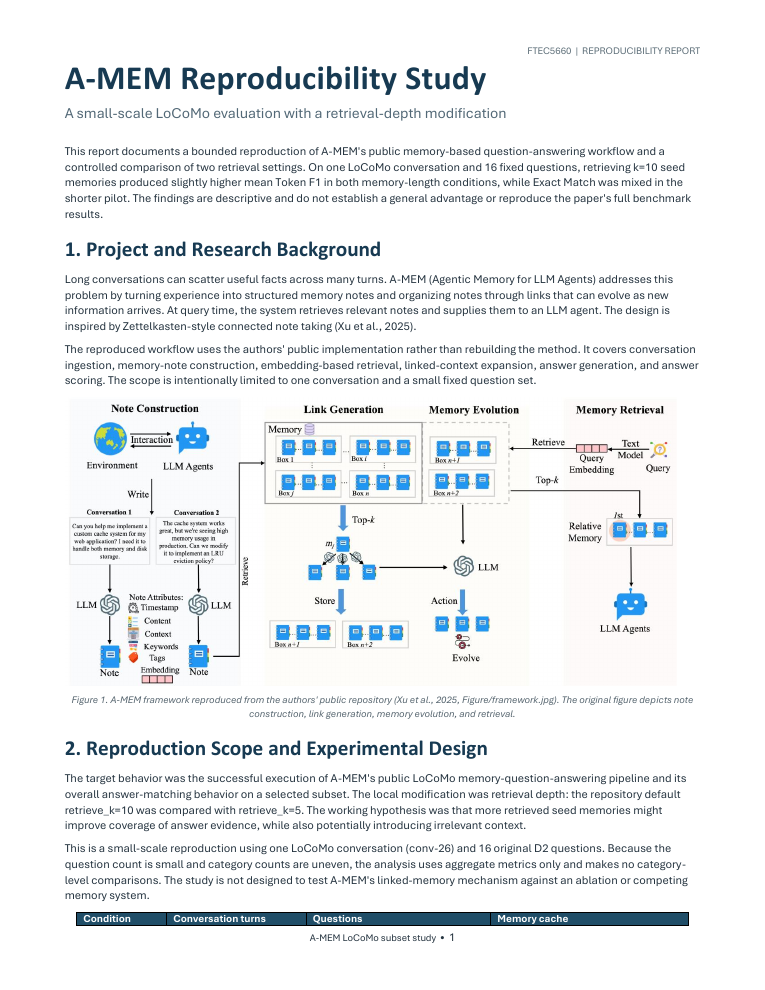 FTEC5660 | REPRODUCIBILITY REPORT
A-MEM Reproducibility Study
A small-scale LoCoMo evaluation with a retrieval-depth modification
This report documents a bounded reproduction of A-MEM's public memory-based question-answering workflow and a
controlled comparison of two retrieval settings. On one LoCoMo conversation and 16 fixed questions, retrieving k=10 seed
memories produced slightly higher mean Token F1 in both memory-length conditions, while Exact Match was mixed in the
shorter pilot. The findings are descriptive and do not establish a general advantage or reproduce the paper's full benchmark
results.
1. Project and Research Background
Long conversations can scatter useful facts across many turns. A-MEM (Agentic Memory for LLM Agents) addresses this
problem by turning experience into structured memory notes and organizing notes through links that can evolve as new
information arrives. At query time, the system retrieves relevant notes and supplies them to an LLM agent. The design is
inspired by Zettelkasten-style connected note taking (Xu et al., 2025).
The reproduced workflow uses the authors' public implementation rather than rebuilding the method. It covers conversation
ingestion, memory-note construction, embedding-based retrieval, linked-context expansion, answer generation, and answer
scoring. The scope is intentionally limited to one conversation and a small fixed question set.
Note Construction
Interaction
Environment
LLM Agents
Write
Conversation 1
Can you help me implement a
custom cache system for my
web application? I need it to
handle both memory and disk
storage.
Conversation 2
The cache system works
great, but we're seeing high
memory usage in
production. Can we modify
it to implement an LRU
eviction policy?
LLM
Note Attributes:
Timestamp
Content
Context
Keywords
Tags
Embedding
LLM
Note
Note
Retrieve
Link Generation
Memory
Box 1
Box i
Box j
Box n
Top-k
mj
Store
Box n+1
Box n+2
Memory Evolution
Box n+1
Box n+2
LLM
Action
Evolve
Memory Retrieval
Retrieve
Query
Embedding
Text
Model
Query
Top-k
1st
Relative
Memory
LLM Agents
Figure 1. A-MEM framework reproduced from the authors' public repository (Xu et al., 2025, Figure/framework.jpg). The original figure depicts note
construction, link generation, memory evolution, and retrieval.
2. Reproduction Scope and Experimental Design
The target behavior was the successful execution of A-MEM's public LoCoMo memory-question-answering pipeline and its
overall answer-matching behavior on a selected subset. The local modification was retrieval depth: the repository default
retrieve_k=10 was compared with retrieve_k=5. The working hypothesis was that more retrieved seed memories might
improve coverage of answer evidence, while also potentially introducing irrelevant context.
This is a small-scale reproduction using one LoCoMo conversation (conv-26) and 16 original D2 questions. Because the
question count is small and category counts are uneven, the analysis uses aggregate metrics only and makes no category-
level comparisons. The study is not designed to test A-MEM's linked-memory mechanism against an ablation or competing
memory system.
Condition Conversation turns Questions Memory cache
A-MEM LoCoMo subset study • 1